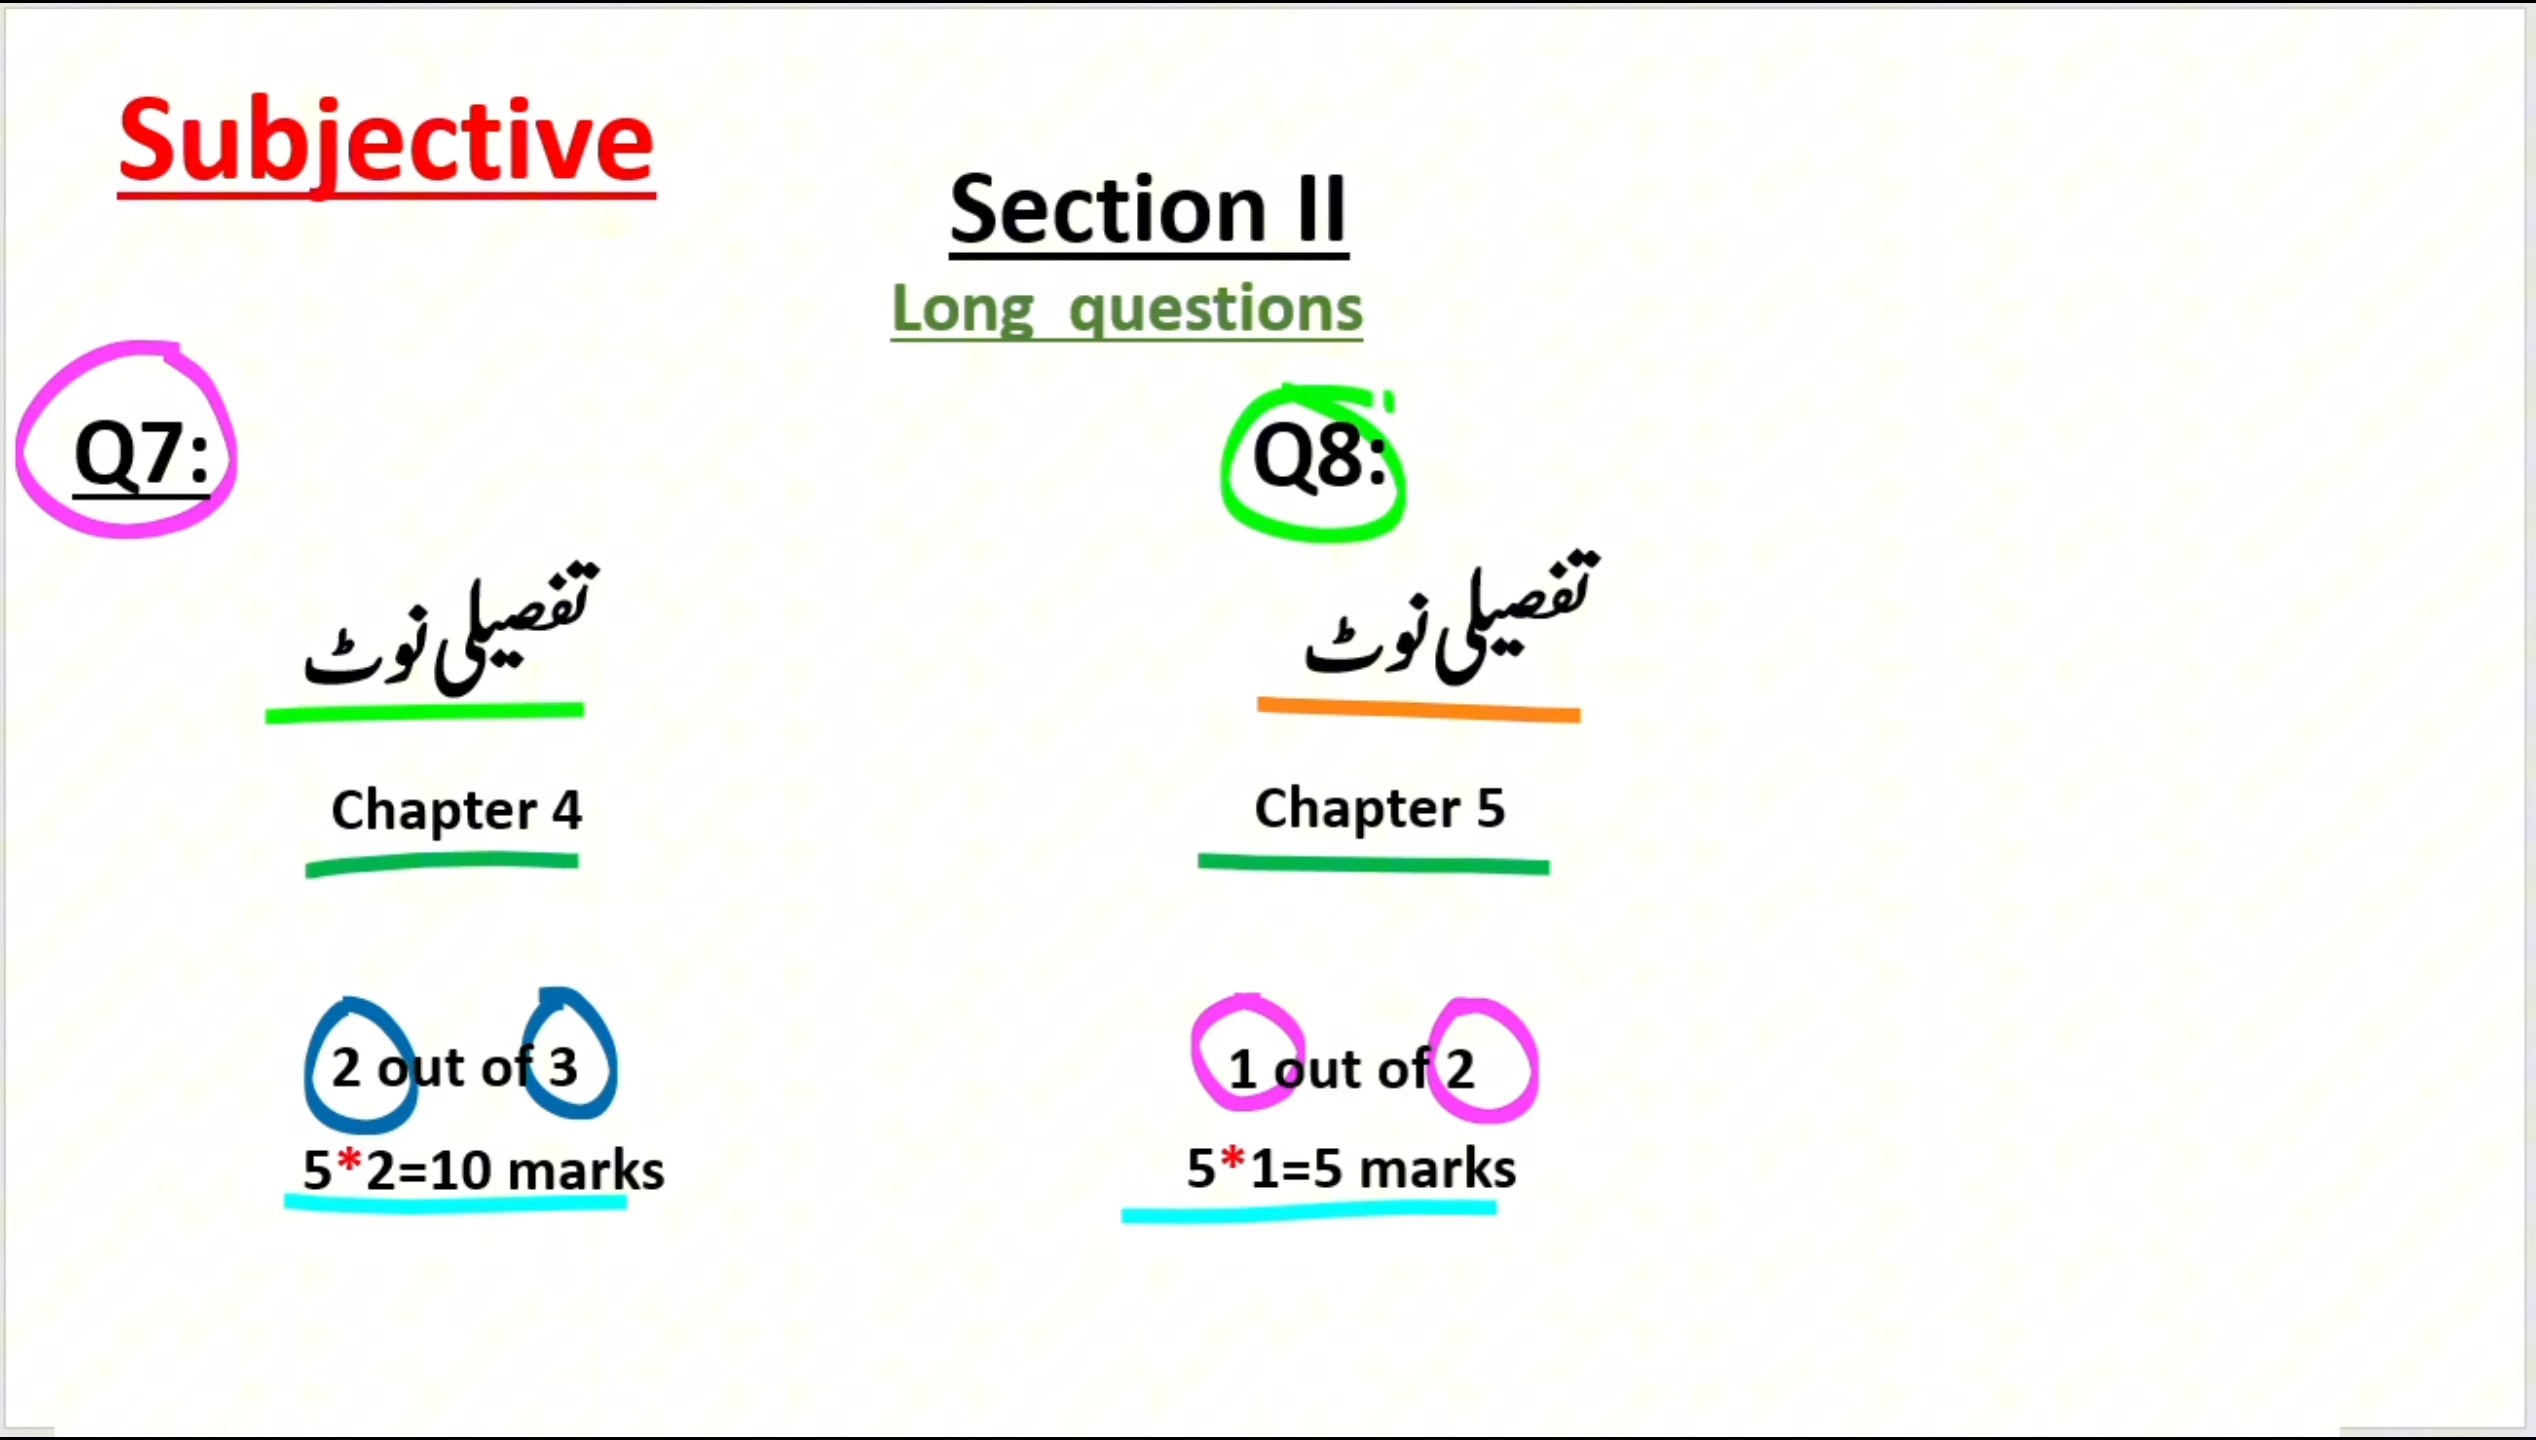 Subjective
Section II
Long questions
Q7:
تفصیلی نوٹ
Chapter 4
2 out of 3
5*2=10 marks
Q8:
تفصیلی نوٹ
Chapter 5
1 out of 2
5*1=5 marks